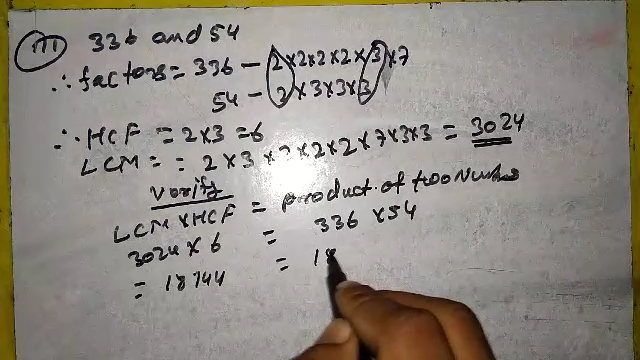 (iii) 336 and 54
∴ factors = 336 — 2×2×2×2×3×7
54 — 2×3×3×3
∴ HCF = 2×3 = 6
LCM = : 2×3×2×2×2×7×3×3 = 3024
Verify
LCM×HCF = product of two Number
3024×6 = 336×54
= 18144 = 18